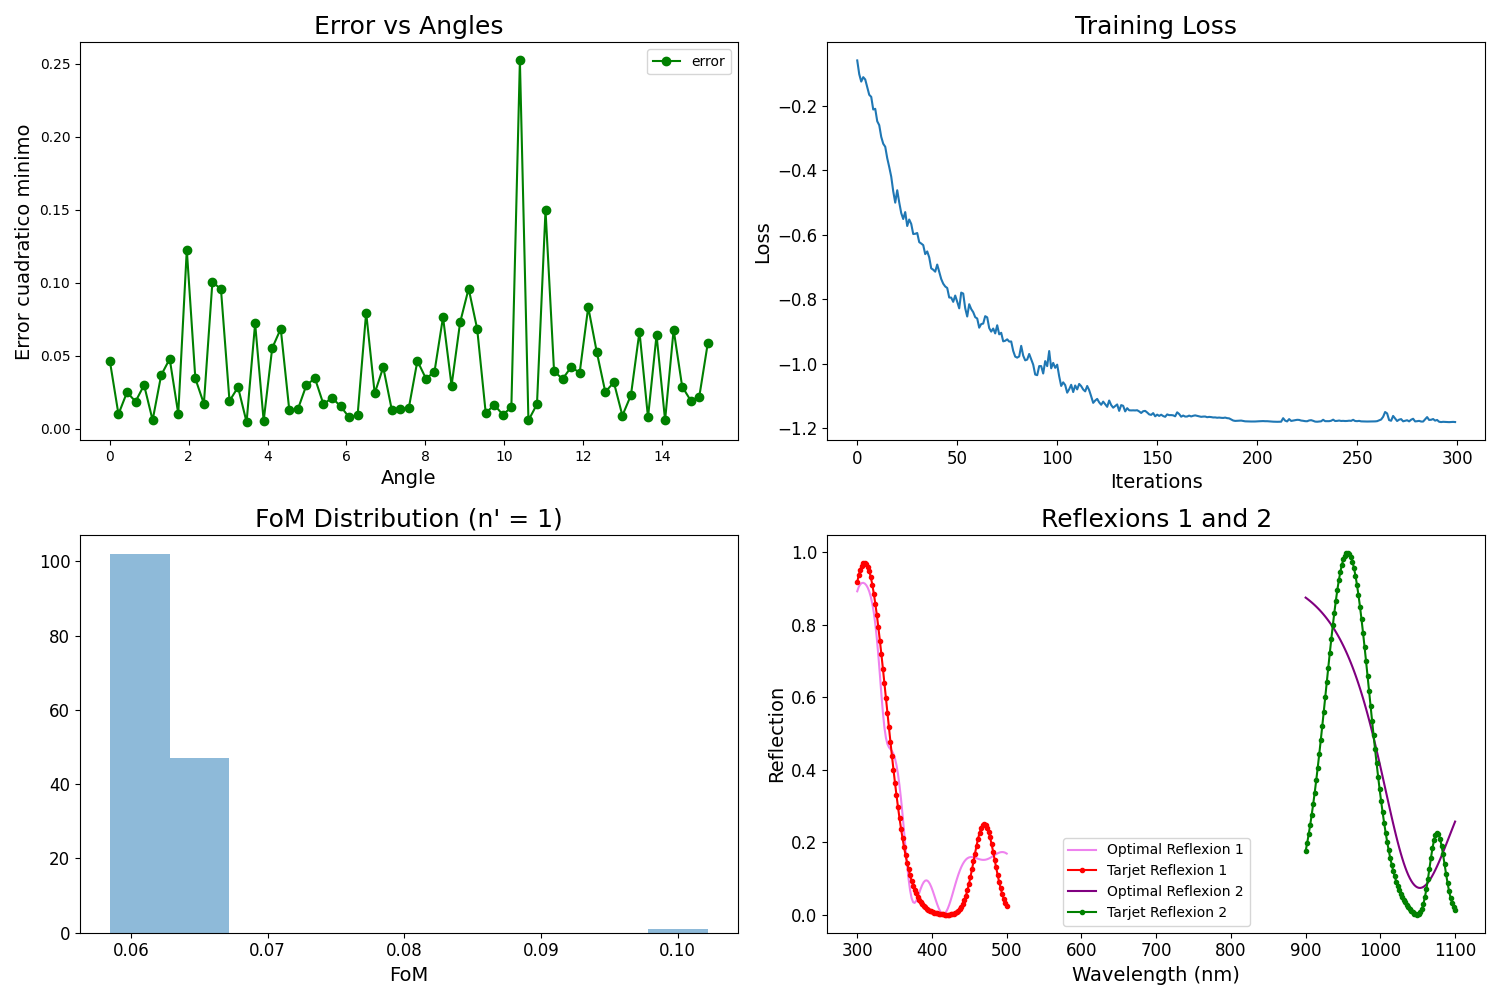 Error vs Angles
error
Error cuadratico minimo
0.25
0.20
0.15
0.10
0.05
0.00
0 2 4 6 8 10 12 14
Angle
Training Loss
Loss
−0.2
−0.4
−0.6
−0.8
−1.0
−1.2
0 50 100 150 200 250 300
Iterations
FoM Distribution (n' = 1)
100
80
60
40
20
0
0.06 0.07 0.08 0.09 0.10
FoM
Reflexions 1 and 2
Reflection
1.0
0.8
0.6
0.4
0.2
0.0
Optimal Reflexion 1
Tarjet Reflexion 1
Optimal Reflexion 2
Tarjet Reflexion 2
300 400 500 600 700 800 900 1000 1100
Wavelength (nm)